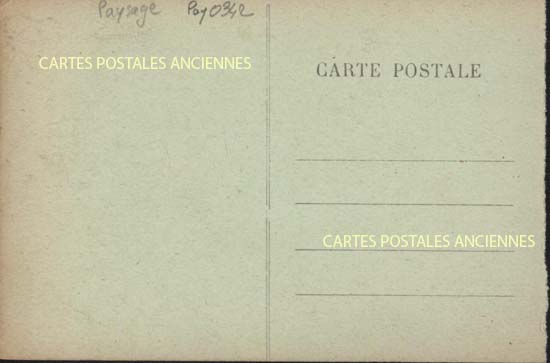 Paysage Pay0342
CARTES POSTALES ANCIENNES
CARTE POSTALE
CARTES POSTALES ANCIENNES